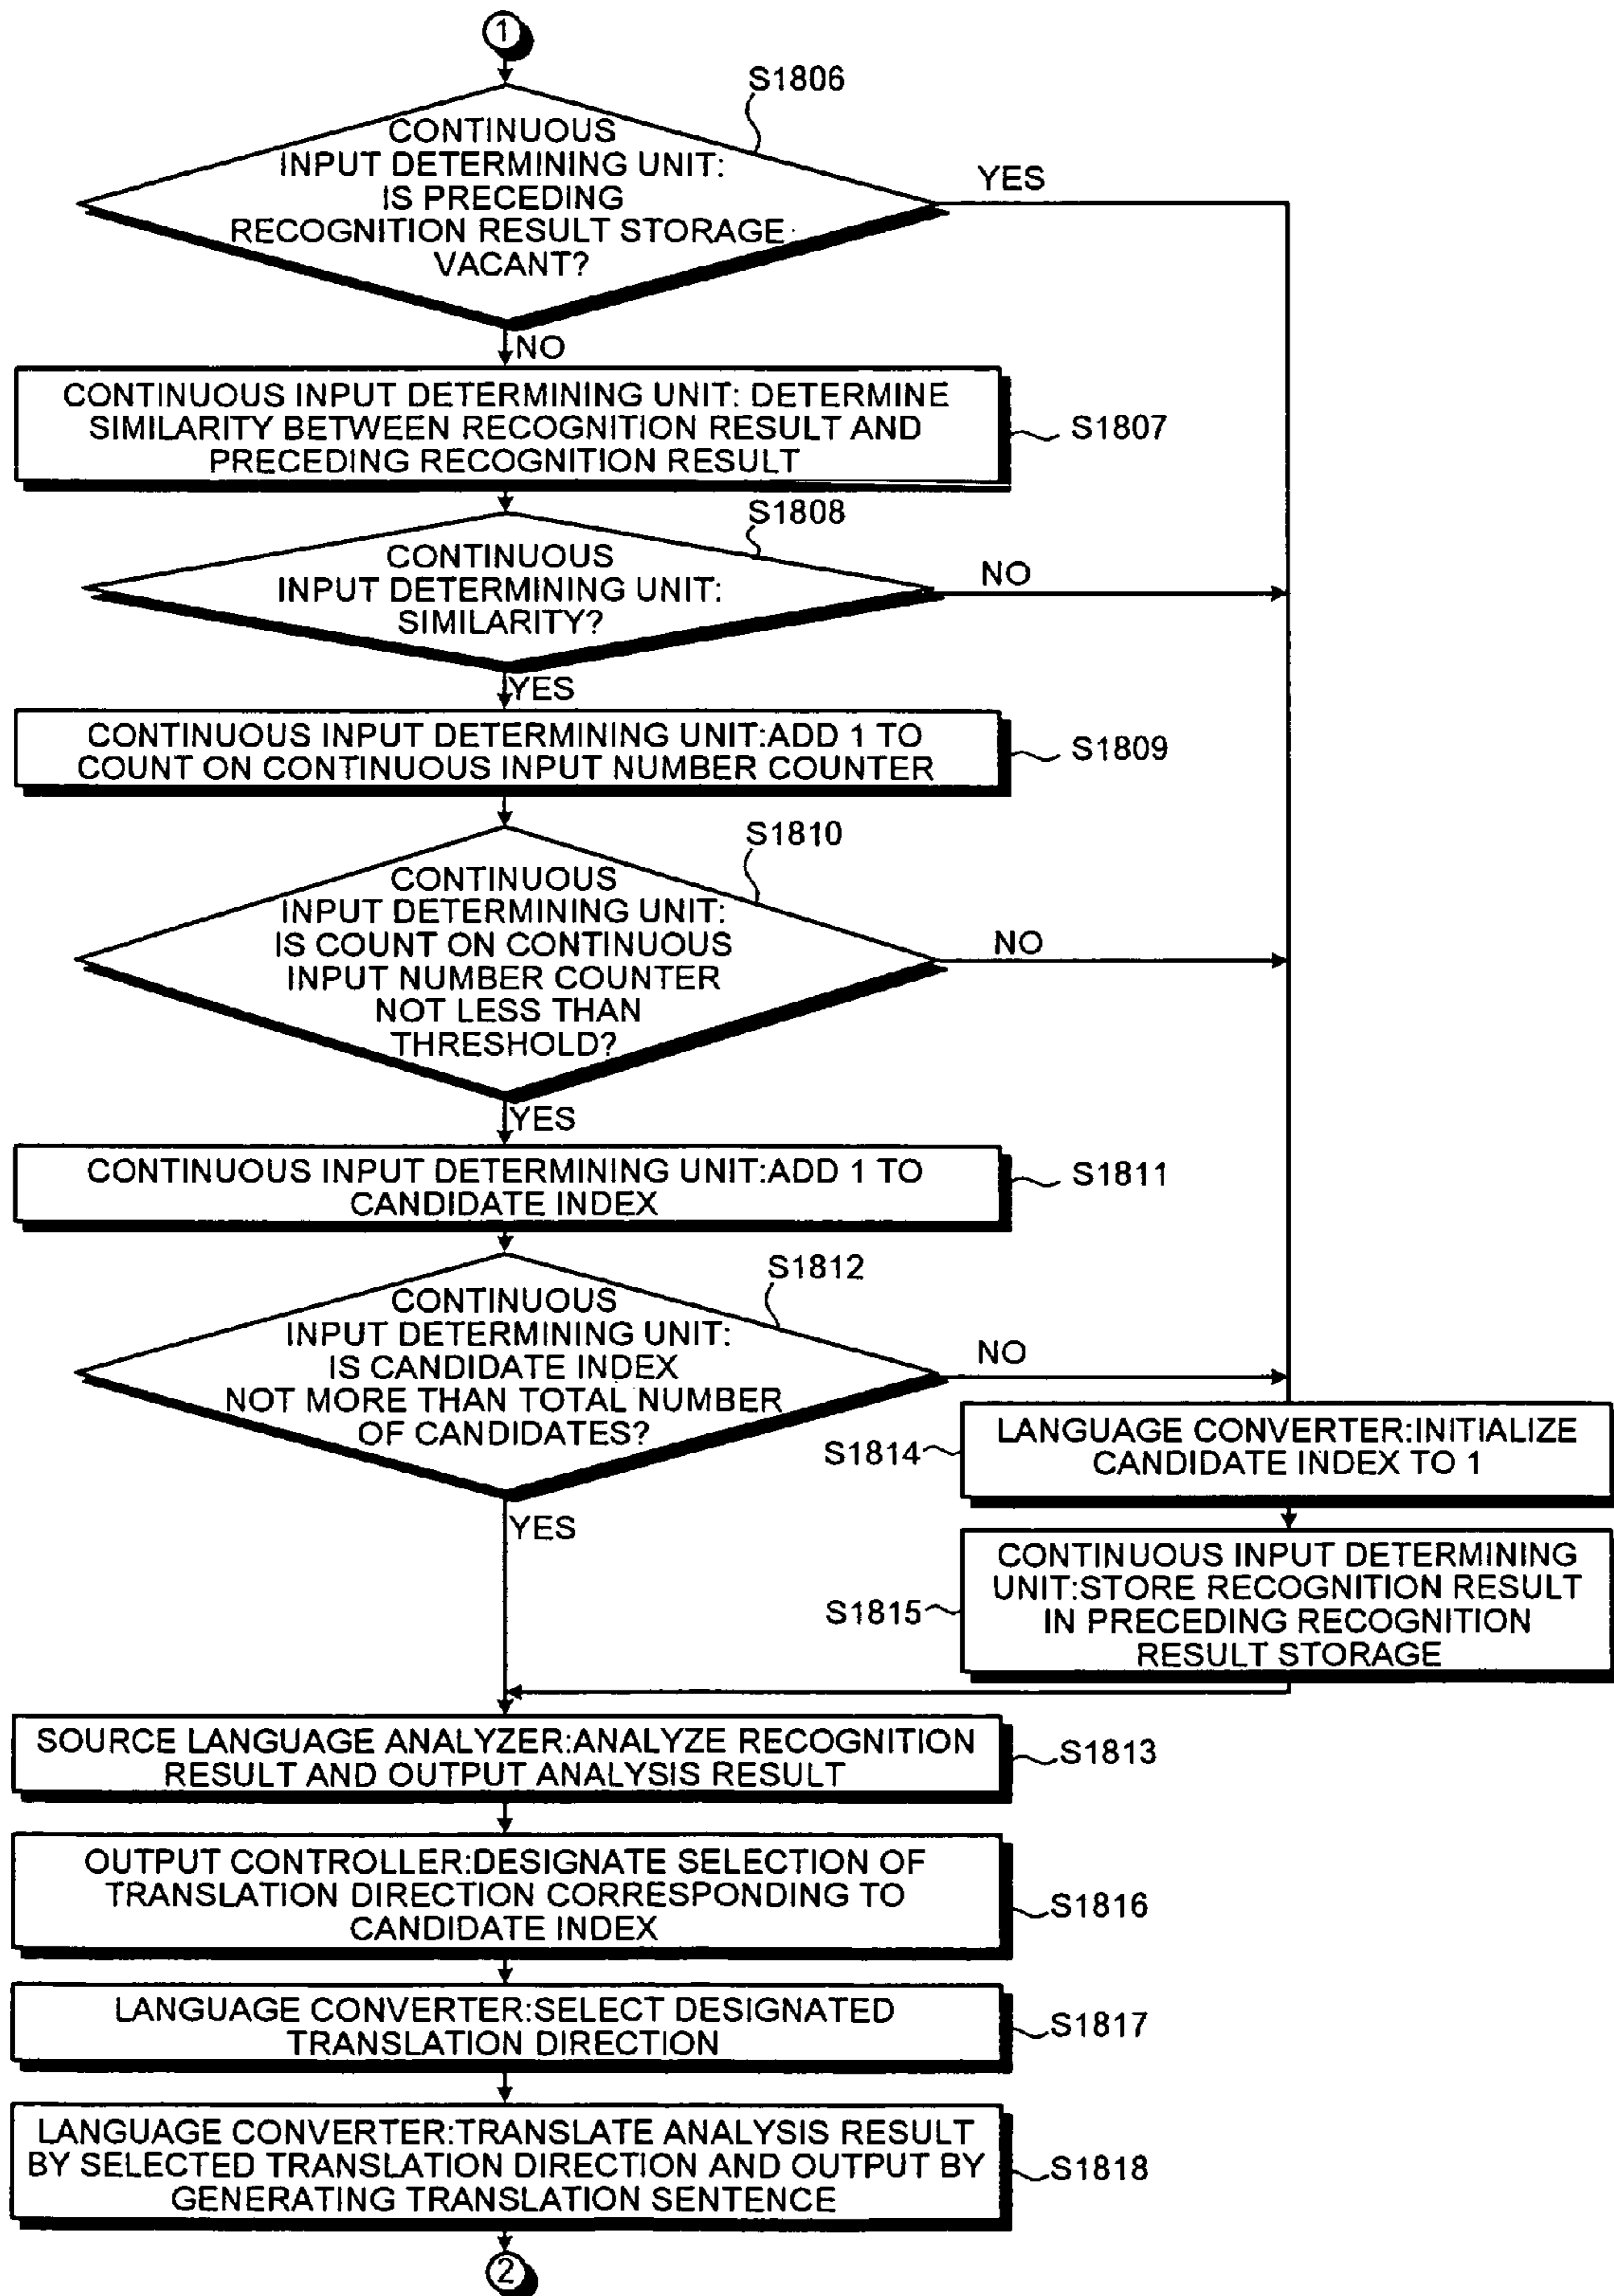 1
S1806
CONTINUOUS
INPUT DETERMINING UNIT:
IS PRECEDING
RECOGNITION RESULT STORAGE
VACANT?
YES
NO
CONTINUOUS INPUT DETERMINING UNIT: DETERMINE
SIMILARITY BETWEEN RECOGNITION RESULT AND
PRECEDING RECOGNITION RESULT
S1807
S1808
CONTINUOUS
INPUT DETERMINING UNIT:
SIMILARITY?
NO
YES
CONTINUOUS INPUT DETERMINING UNIT:ADD 1 TO
COUNT ON CONTINUOUS INPUT NUMBER COUNTER
S1809
S1810
CONTINUOUS
INPUT DETERMINING UNIT:
IS COUNT ON CONTINUOUS
INPUT NUMBER COUNTER
NOT LESS THAN
THRESHOLD?
NO
YES
CONTINUOUS INPUT DETERMINING UNIT:ADD 1 TO
CANDIDATE INDEX
S1811
S1812
CONTINUOUS
INPUT DETERMINING UNIT:
IS CANDIDATE INDEX
NOT MORE THAN TOTAL NUMBER
OF CANDIDATES?
NO
YES
S1814
LANGUAGE CONVERTER:INITIALIZE
CANDIDATE INDEX TO 1
S1815
CONTINUOUS INPUT DETERMINING
UNIT:STORE RECOGNITION RESULT
IN PRECEDING RECOGNITION
RESULT STORAGE
SOURCE LANGUAGE ANALYZER:ANALYZE RECOGNITION
RESULT AND OUTPUT ANALYSIS RESULT
S1813
OUTPUT CONTROLLER:DESIGNATE SELECTION OF
TRANSLATION DIRECTION CORRESPONDING TO
CANDIDATE INDEX
S1816
LANGUAGE CONVERTER:SELECT DESIGNATED
TRANSLATION DIRECTION
S1817
LANGUAGE CONVERTER:TRANSLATE ANALYSIS RESULT
BY SELECTED TRANSLATION DIRECTION AND OUTPUT BY
GENERATING TRANSLATION SENTENCE
S1818
2